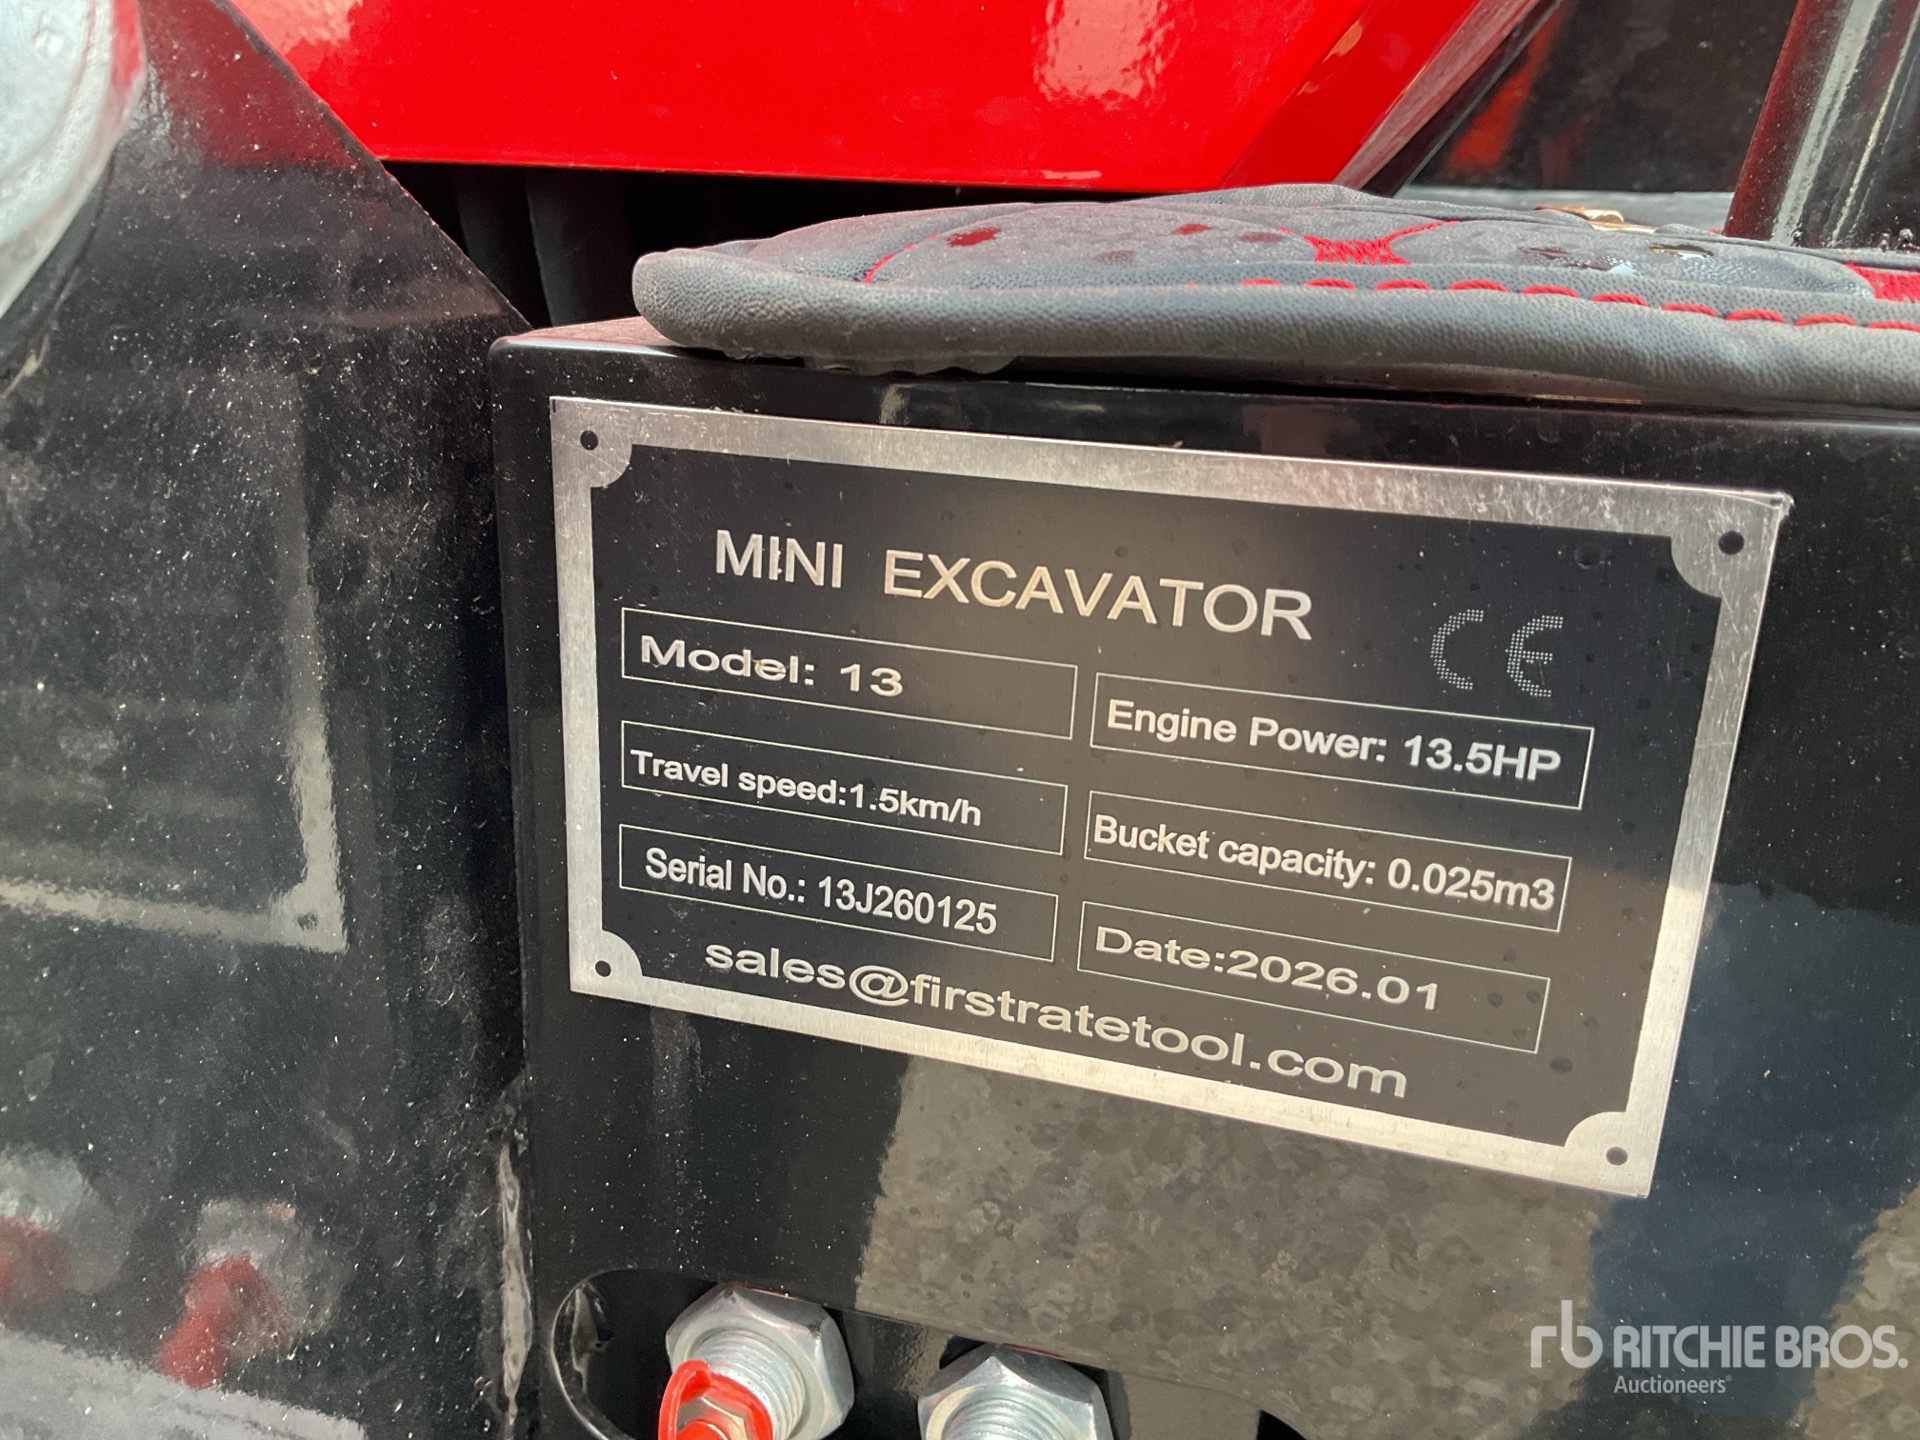 MINI EXCAVATOR
CE
Model: 13
Engine Power: 13.5HP
Travel speed:1.5km/h
Bucket capacity: 0.025m3
Serial No.: 13J260125
Date:2026.01
sales@firstratetool.com
rb RITCHIE BROS.
Auctioneers